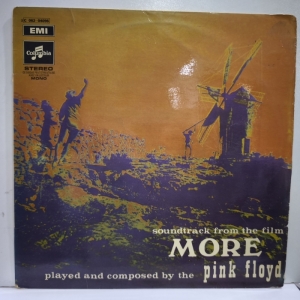 EMI
Columbia
STEREO
soundtrack from the film
MORE
played and composed by the pink floyd